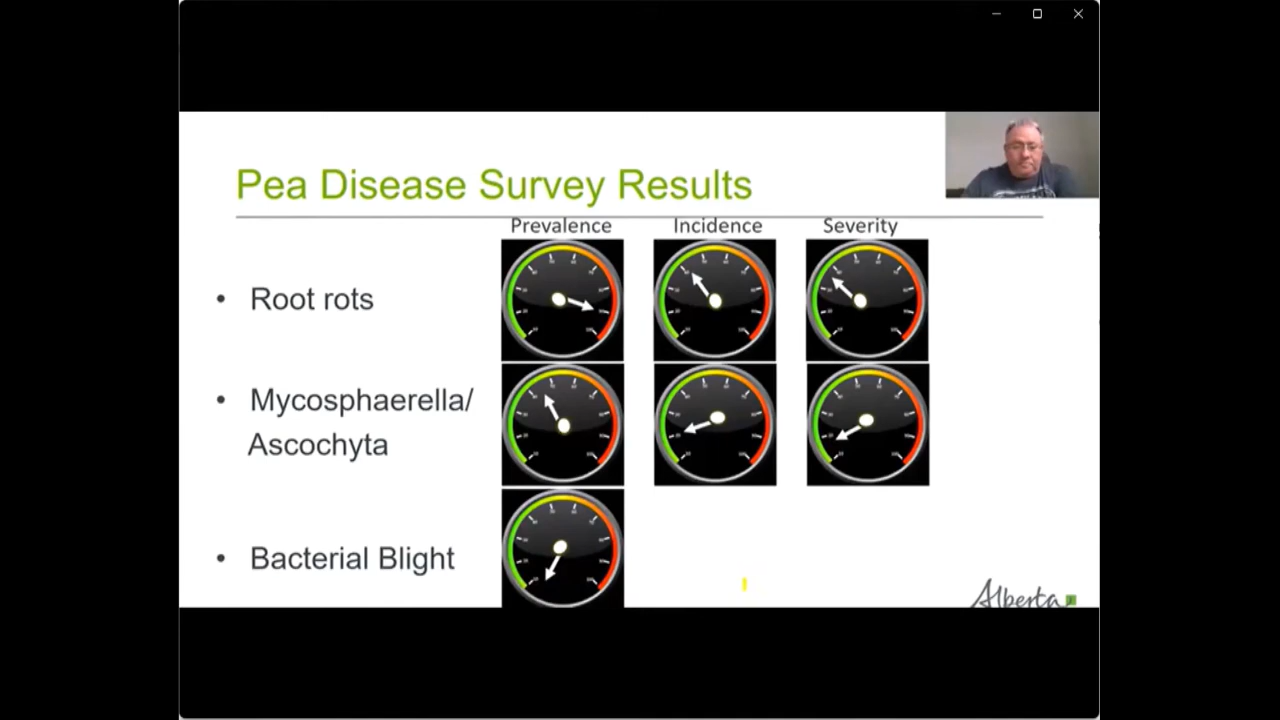 Pea Disease Survey Results
Prevalence Incidence Severity
• Root rots
• Mycosphaerella/
Ascochyta
• Bacterial Blight
Alberta